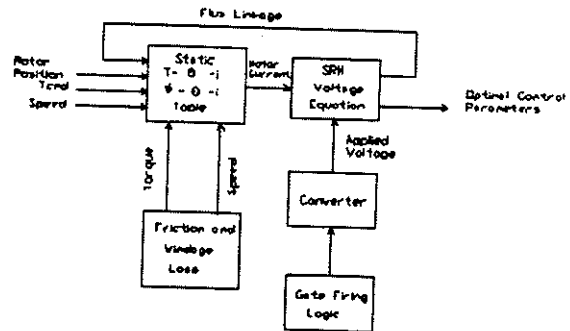 Flux Linkage
Rotor
Position
Tcmd
Speed
Static
T- θ -i
Ψ - θ -i
Table
Motor
Current
SRM
Voltage
Equation
Optimal Control
Parameters
Applied
Voltage
Torque
Speed
Converter
Friction and
Windage
Loss
Gate Firing
Logic